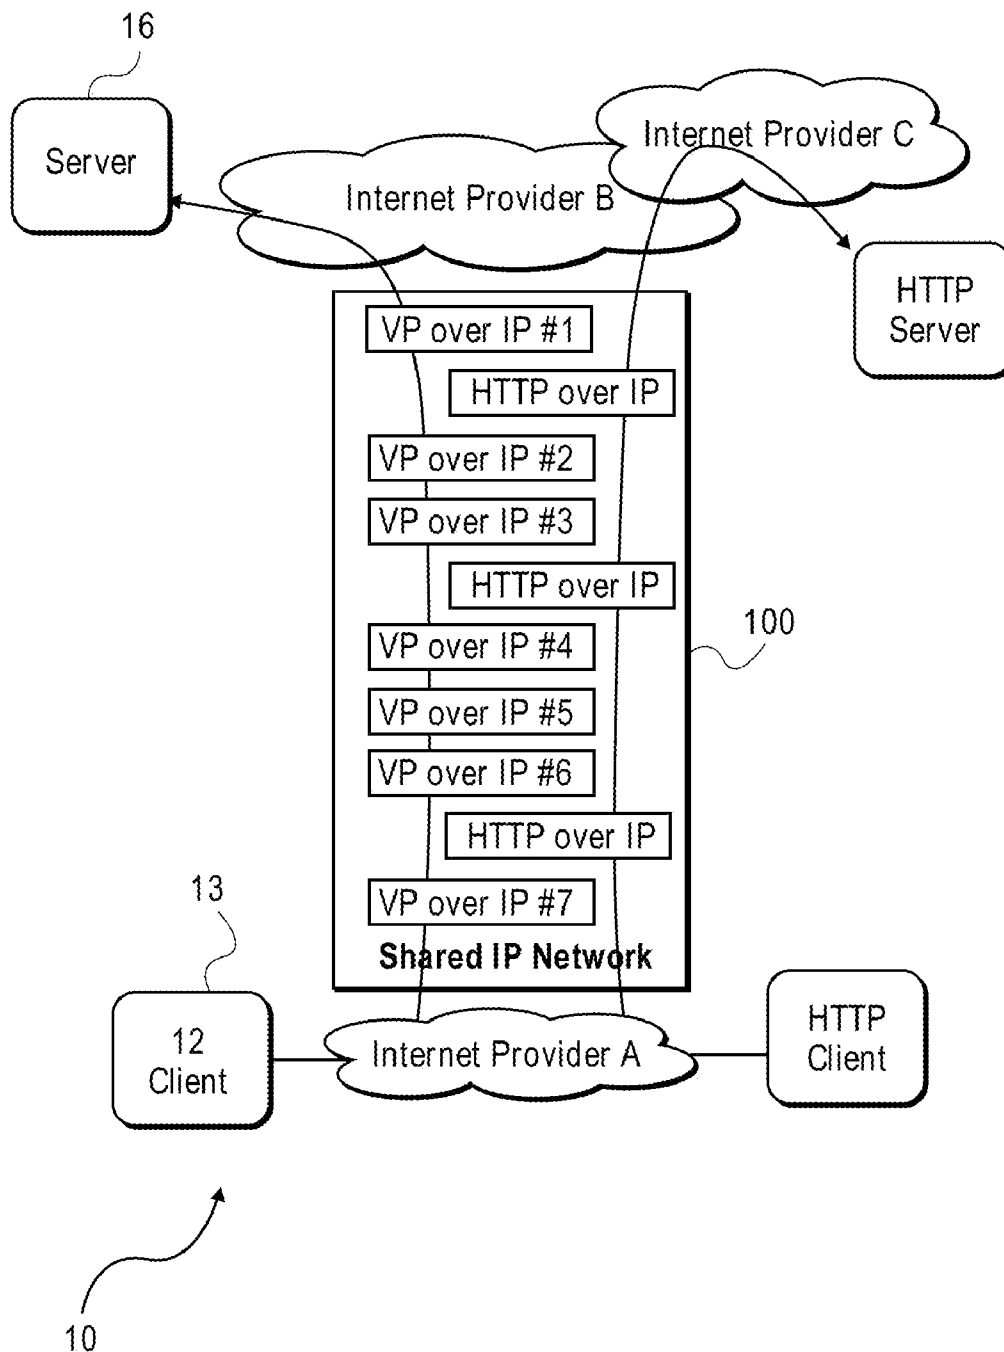 16
Server
Internet Provider C
Internet Provider B
HTTP
Server
VP over IP #1
HTTP over IP
VP over IP #2
VP over IP #3
HTTP over IP
VP over IP #4
100
VP over IP #5
VP over IP #6
HTTP over IP
VP over IP #7
13
Shared IP Network
12
Client
Internet Provider A
HTTP
Client
10